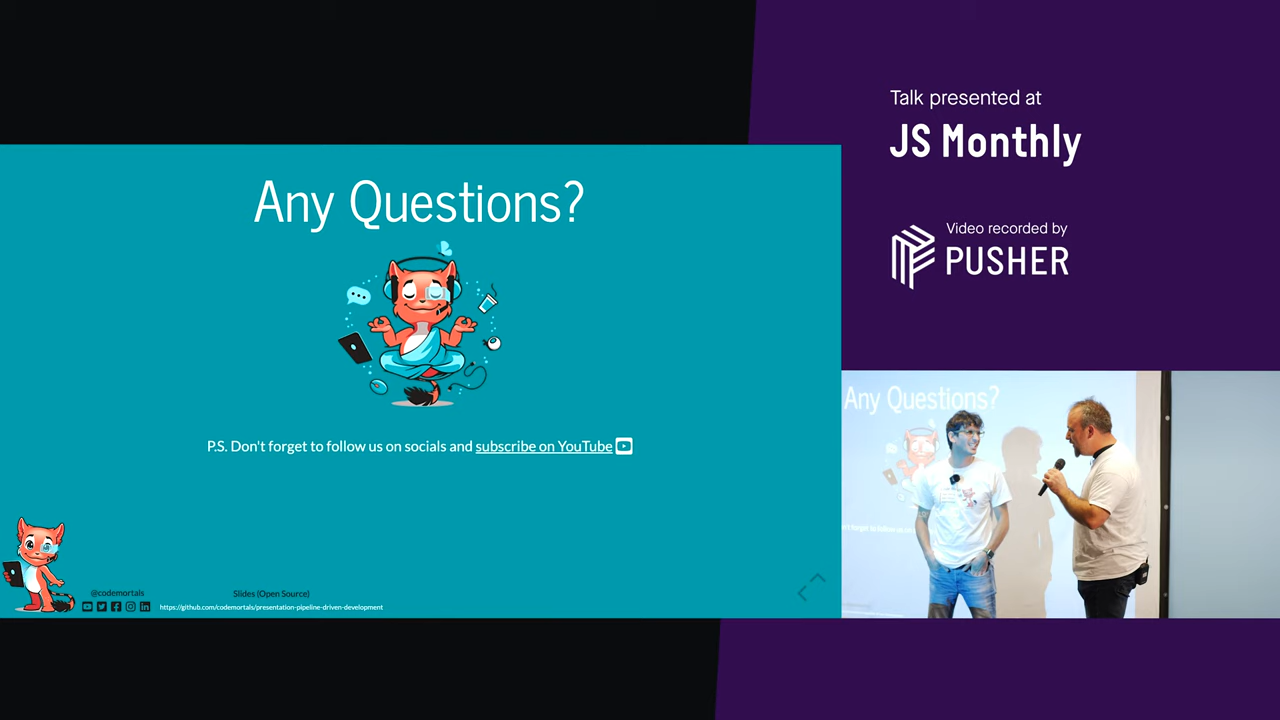 Talk presented at
JS Monthly
Video recorded by
PUSHER
Any Questions?
P.S. Don't forget to follow us on socials and subscribe on YouTube
@codemortals
Slides (Open Source)
https://github.com/codemortals/presentation-pipeline-driven-development
Any Questions?